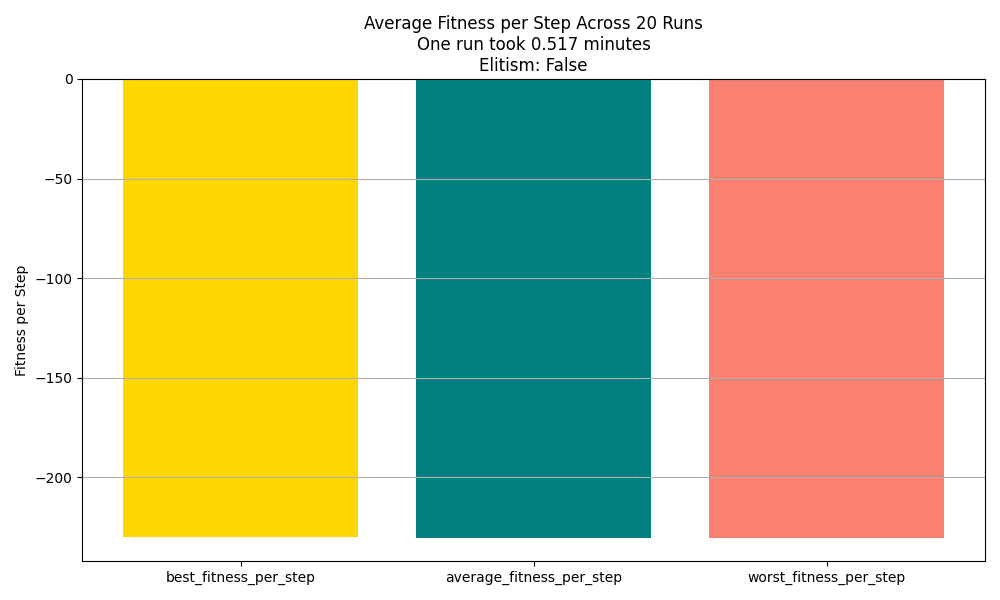 Average Fitness per Step Across 20 Runs
One run took 0.517 minutes
Elitism: False
0
−50
−100
−150
−200
Fitness per Step
best_fitness_per_step
average_fitness_per_step
worst_fitness_per_step